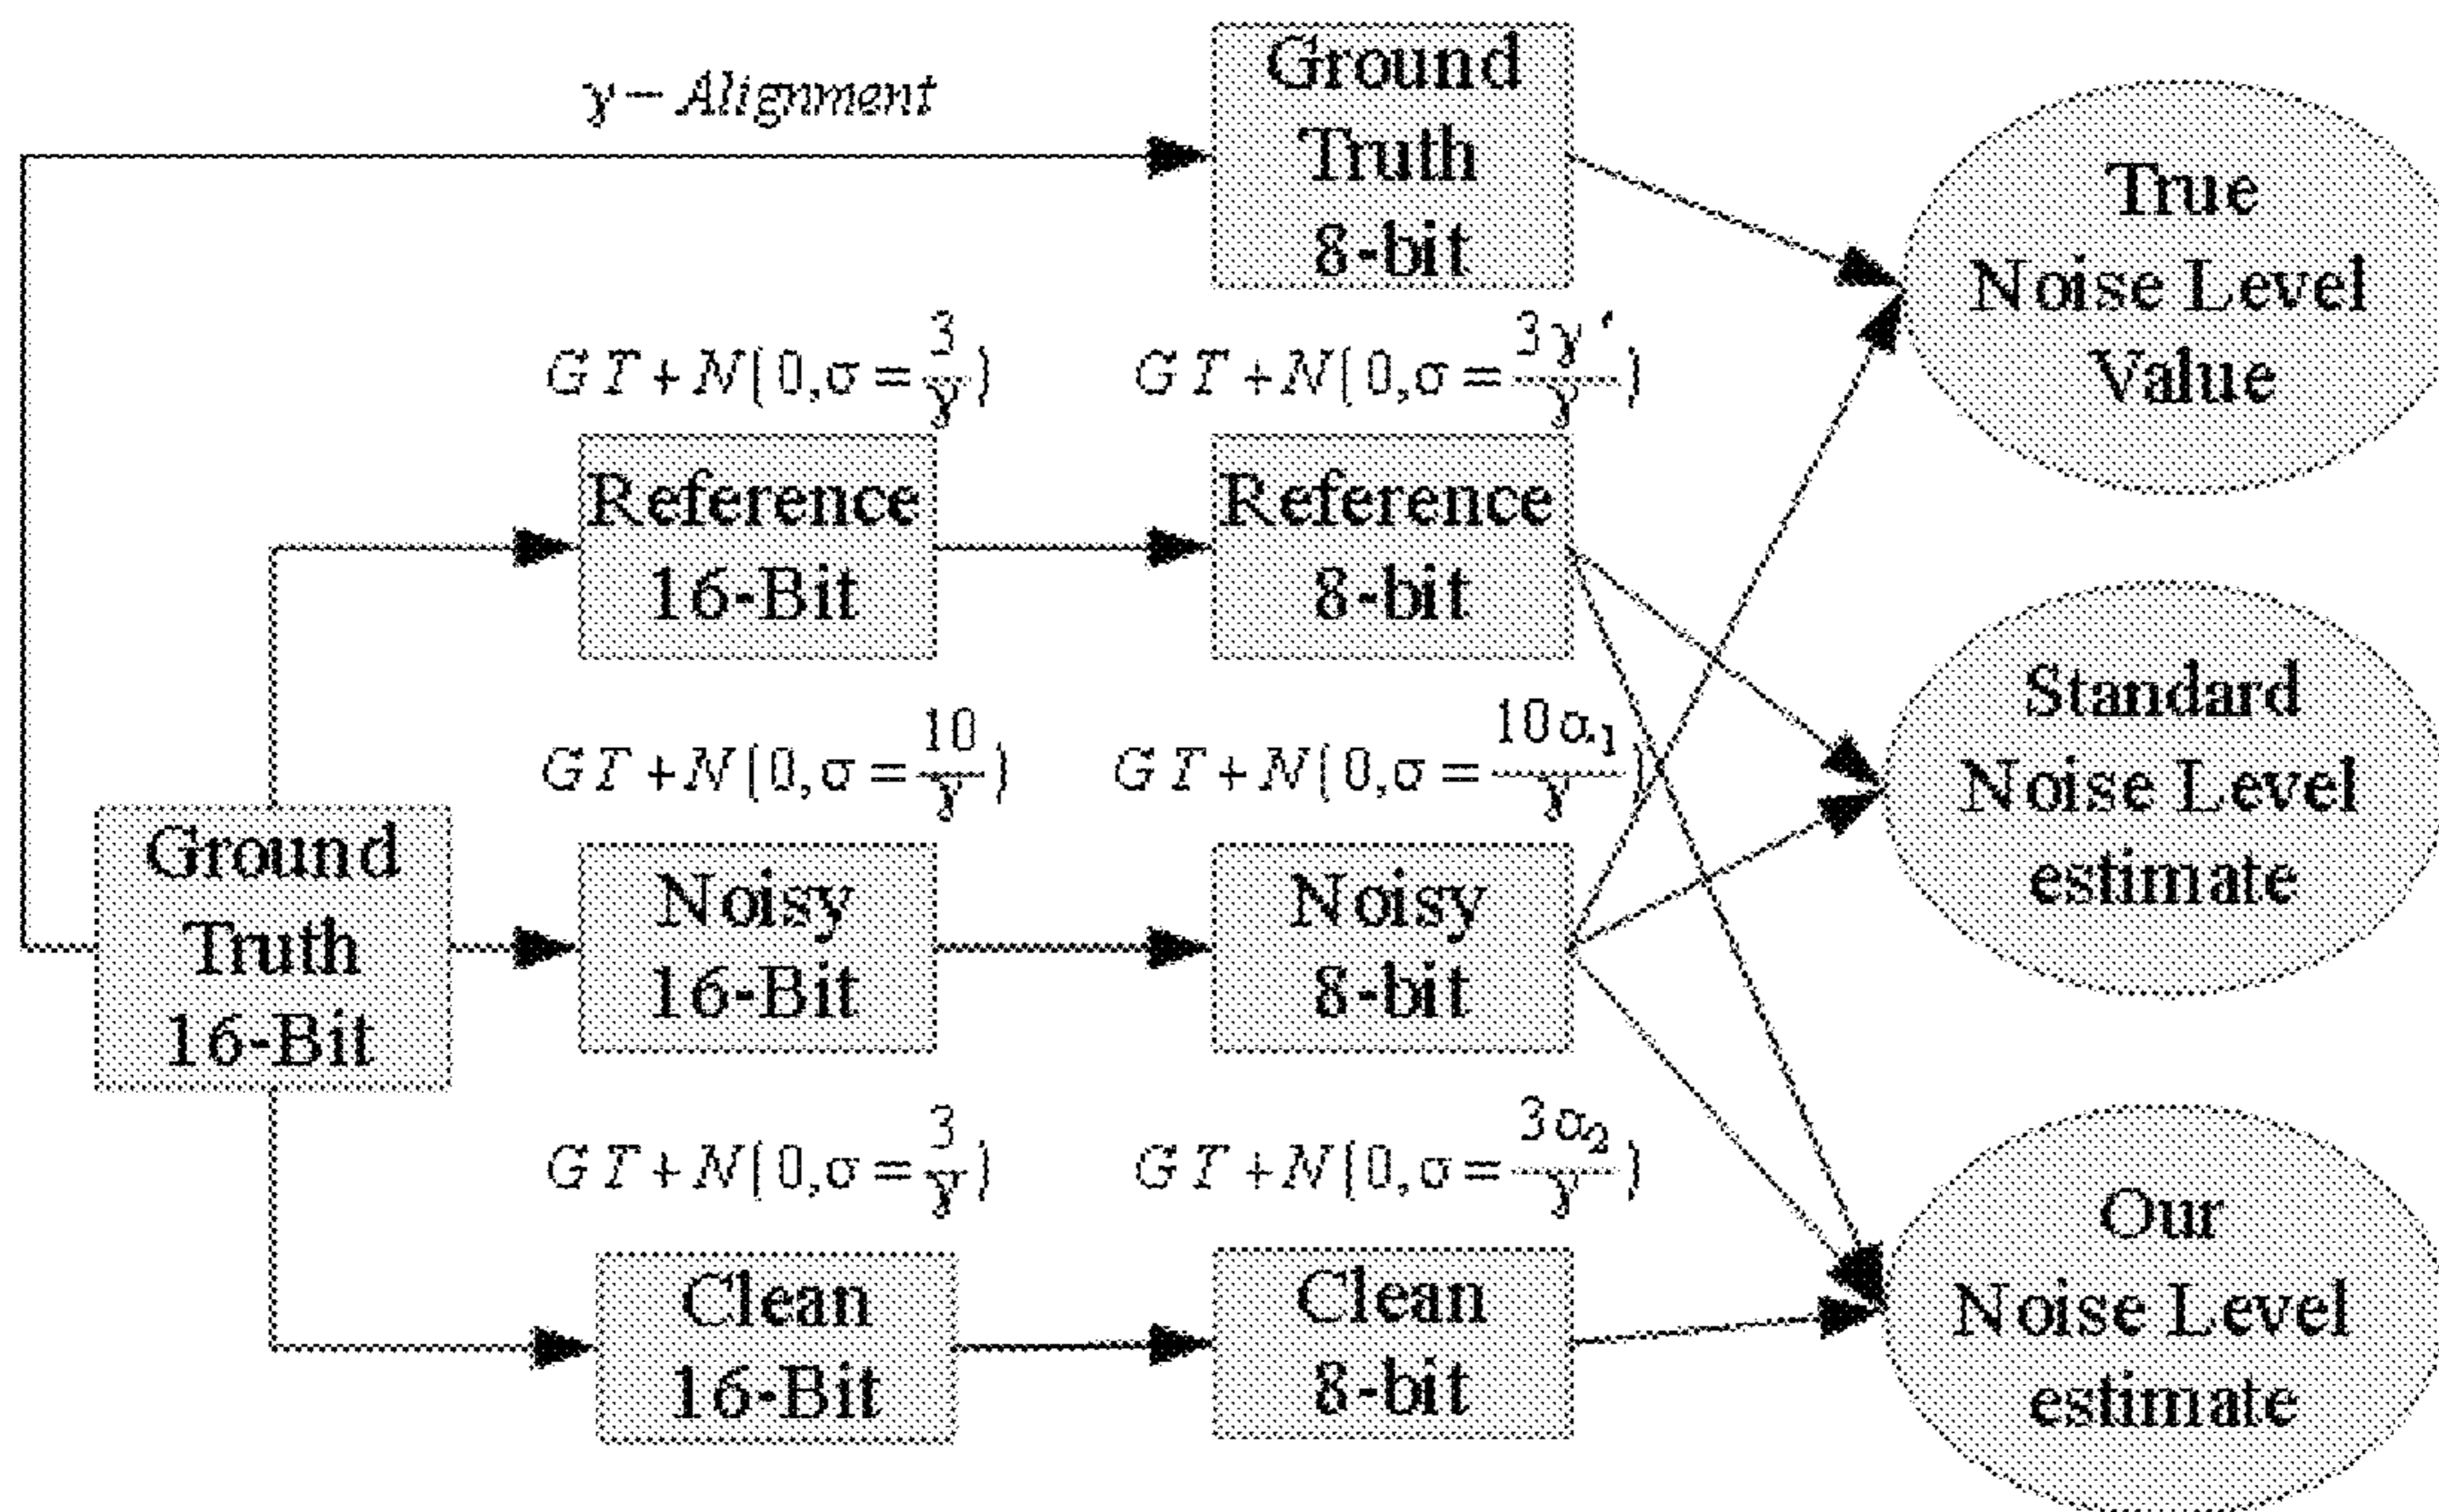 γ – Alignment
Ground
Truth
8-bit
True
Noise Level
Value
GT + N(0,σ = 3/γ)
GT + N(0,σ = 3γ'/γ)
Reference
16-Bit
Reference
8-bit
Standard
Noise Level
estimate
GT + N(0,σ = 10/γ)
GT + N(0,σ = 10α₁/γ)
Ground
Truth
16-Bit
Noisy
16-Bit
Noisy
8-bit
GT + N(0,σ = 3/γ)
GT + N(0,σ = 3α₂/γ)
Clean
16-Bit
Clean
8-bit
Our
Noise Level
estimate